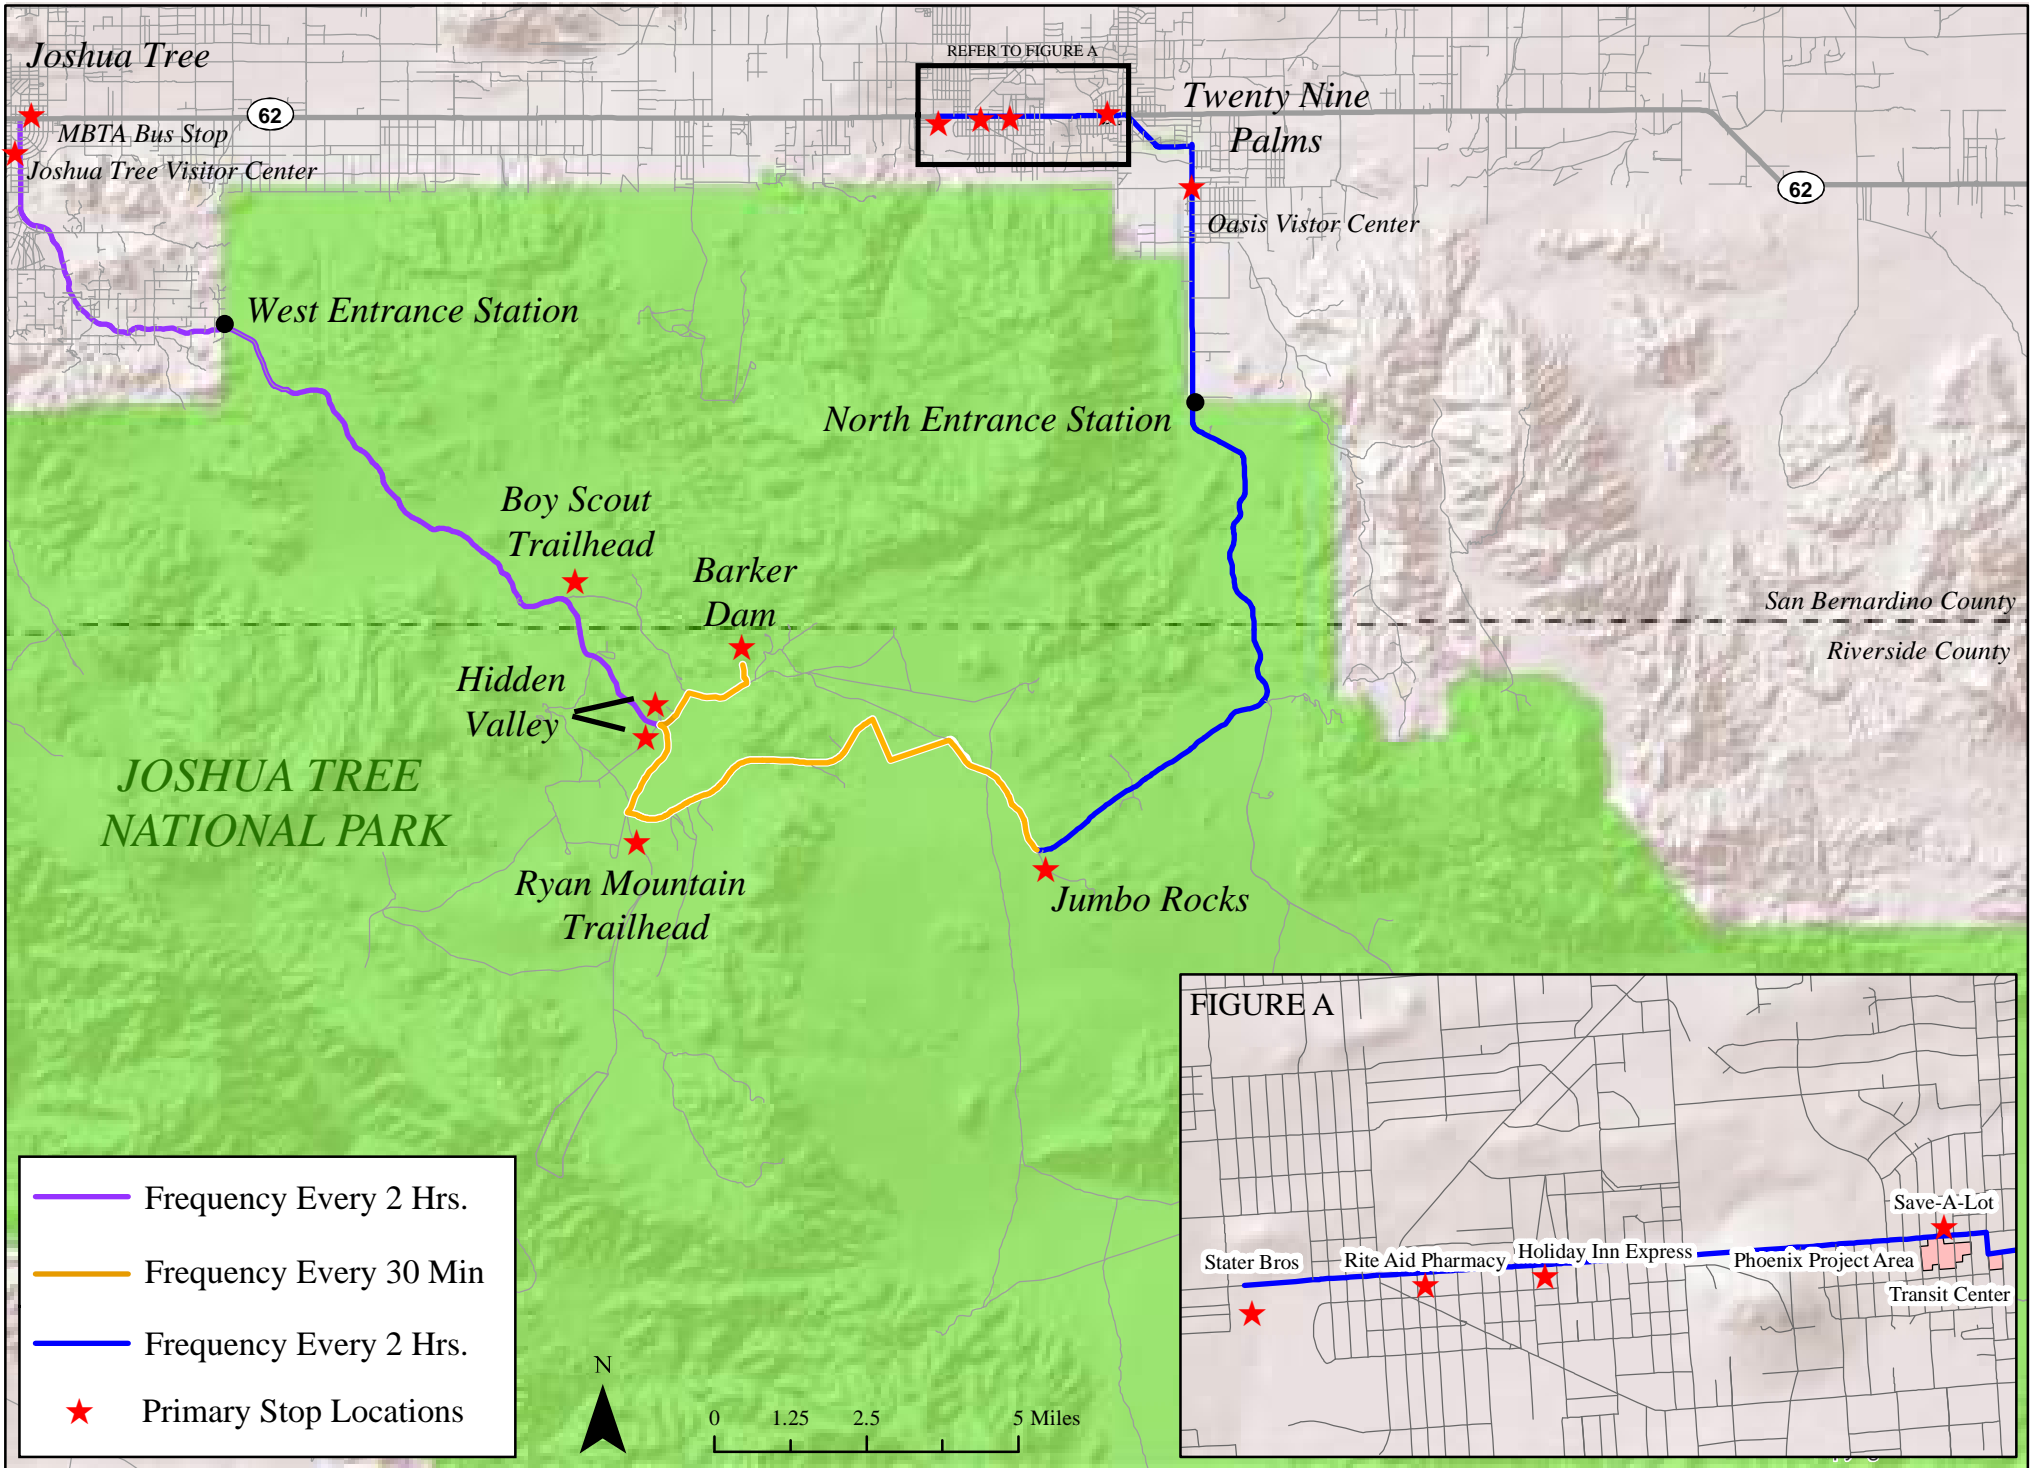 Joshua Tree
62
MBTA Bus Stop
Joshua Tree Visitor Center
REFER TO FIGURE A
Twenty Nine
Palms
62
Oasis Vistor Center
West Entrance Station
North Entrance Station
Boy Scout
Trailhead
Barker
Dam
San Bernardino County
Riverside County
Hidden
Valley
JOSHUA TREE
NATIONAL PARK
Ryan Mountain
Trailhead
Jumbo Rocks
FIGURE A
Save-A-Lot
Stater Bros
Rite Aid Pharmacy
Holiday Inn Express
Phoenix Project Area
Transit Center
Frequency Every 2 Hrs.
Frequency Every 30 Min
Frequency Every 2 Hrs.
Primary Stop Locations
N
0 1.25 2.5 5 Miles